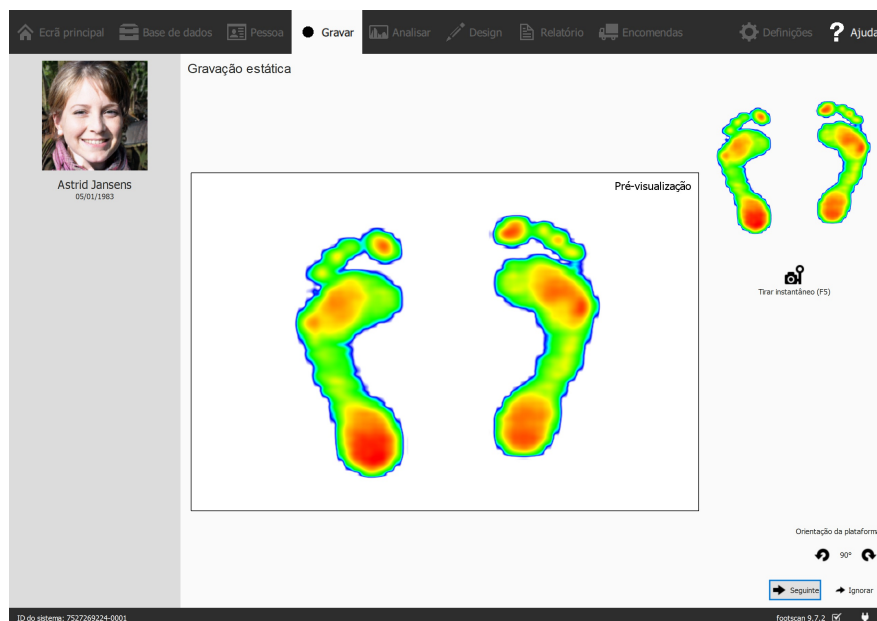 Ecrã principal
Base de dados
Pessoa
Gravar
Analisar
Design
Relatório
Encomendas
Definições
Ajuda
Gravação estática
Astrid Jansens
05/01/1983
Pré-visualização
Tirar instantâneo (F5)
Orientação da plataforma
90°
Seguinte
Ignorar
ID do sistema: 7527269224-0001
footscan 9.7.2